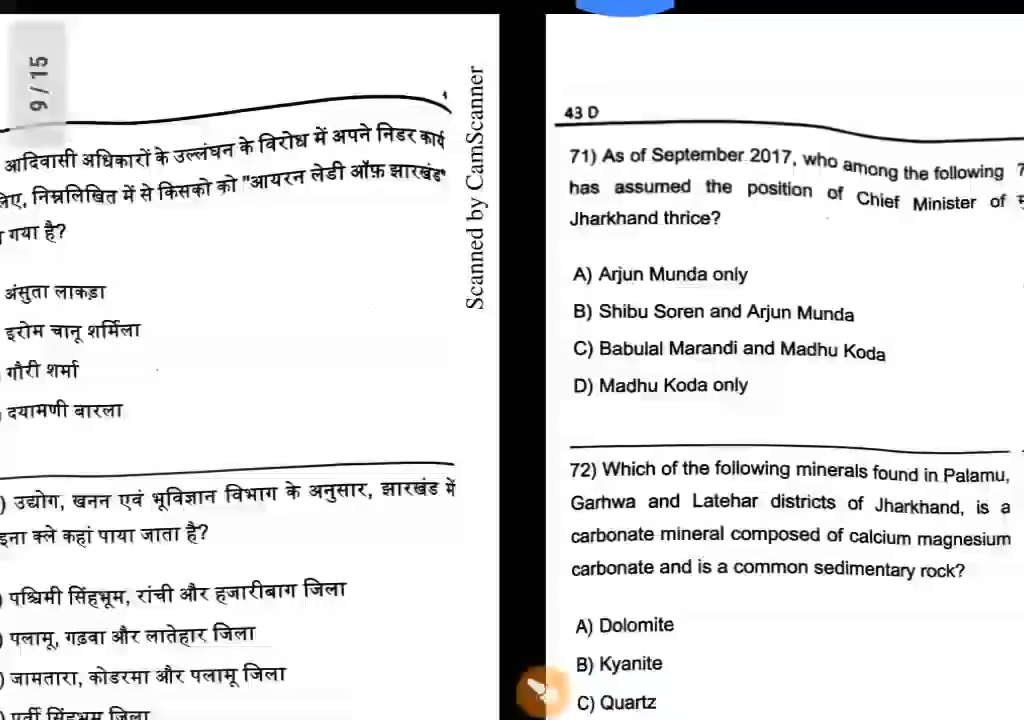 9 / 15
आदिवासी अधिकारों के उल्लंघन के विरोध में अपने निडर कार्य
लिए, निम्नलिखित में से किसको को "आयरन लेडी ऑफ़ झारखंड"
गया है?
अंसुता लाकड़ा
इरोम चानू शर्मिला
गौरी शर्मा
दयामणी बारला
) उद्योग, खनन एवं भूविज्ञान विभाग के अनुसार, झारखंड में
इना क्ले कहां पाया जाता है?
) पश्चिमी सिंहभूम, रांची और हजारीबाग जिला
) पलामू, गढ़वा और लातेहार जिला
) जामतारा, कोडरमा और पलामू जिला
) पूर्वी सिंहभूम जिला
Scanned by CamScanner
43 D
71) As of September 2017, who among the following
has assumed the position of Chief Minister of
Jharkhand thrice?
A) Arjun Munda only
B) Shibu Soren and Arjun Munda
C) Babulal Marandi and Madhu Koda
D) Madhu Koda only
72) Which of the following minerals found in Palamu,
Garhwa and Latehar districts of Jharkhand, is a
carbonate mineral composed of calcium magnesium
carbonate and is a common sedimentary rock?
A) Dolomite
B) Kyanite
C) Quartz